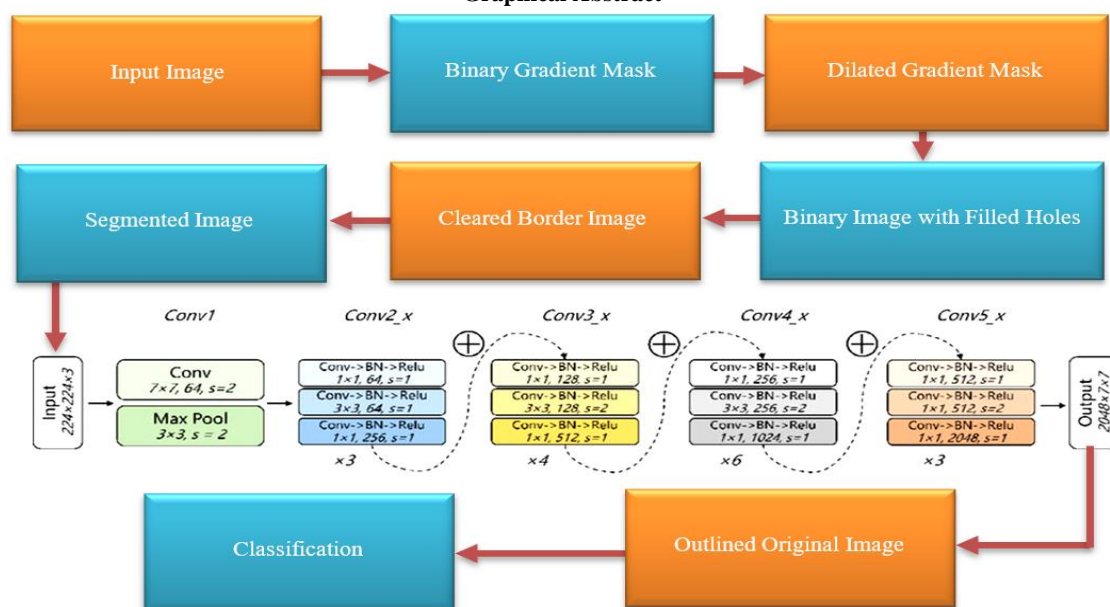 Graphical Abstract
Input Image
Binary Gradient Mask
Dilated Gradient Mask
Segmented Image
Cleared Border Image
Binary Image with Filled Holes
Conv1
Conv2_x
Conv3_x
Conv4_x
Conv5_x
Input
224×224×3
Conv
7×7, 64, s=2
Max Pool
3×3, s = 2
Conv->BN->Relu
1×1, 64, s=1
Conv->BN->Relu
3×3, 64, s=1
Conv->BN->Relu
1×1, 256, s=1
×3
Conv->BN->Relu
1×1, 128, s=1
Conv->BN->Relu
3×3, 128, s=2
Conv->BN->Relu
1×1, 512, s=1
×4
Conv->BN->Relu
1×1, 256, s=1
Conv->BN->Relu
3×3, 256, s=2
Conv->BN->Relu
1×1, 1024, s=1
×6
Conv->BN->Relu
1×1, 512, s=1
Conv->BN->Relu
1×1, 512, s=2
Conv->BN->Relu
1×1, 2048, s=1
×3
Output
2048×7×7
Classification
Outlined Original Image